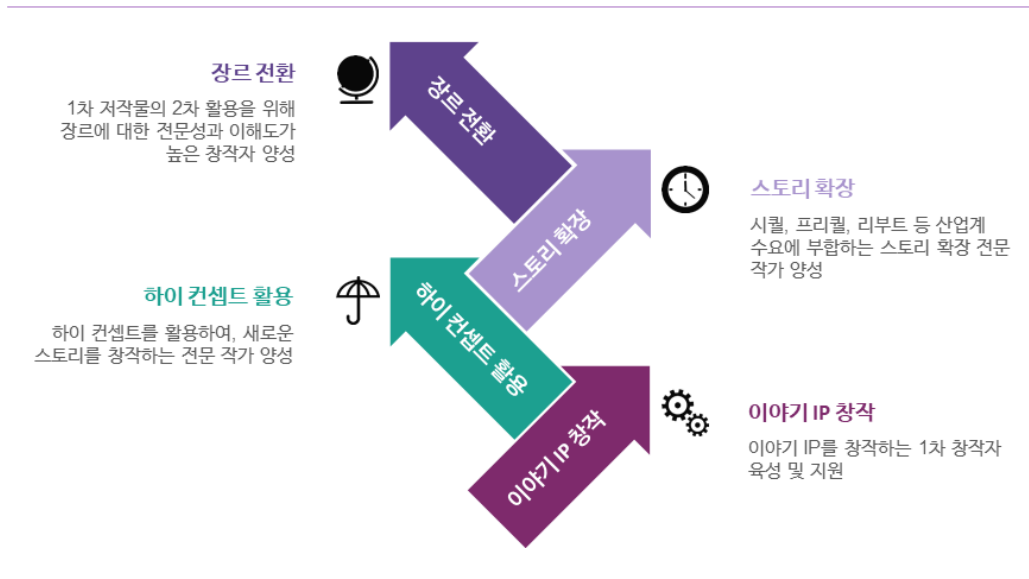 장르 전환
1차 저작물의 2차 활용을 위해
장르에 대한 전문성과 이해도가
높은 창작자 양성
장르 전환
스토리 확장
스토리 확장
시퀄, 프리퀄, 리부트 등 산업계
수요에 부합하는 스토리 확장 전문
작가 양성
하이 컨셉트 활용
하이 컨셉트를 활용하여, 새로운
스토리를 창작하는 전문 작가 양성
하이 컨셉트 활용
이야기 IP 창작
이야기 IP 창작
이야기 IP를 창작하는 1차 창작자
육성 및 지원